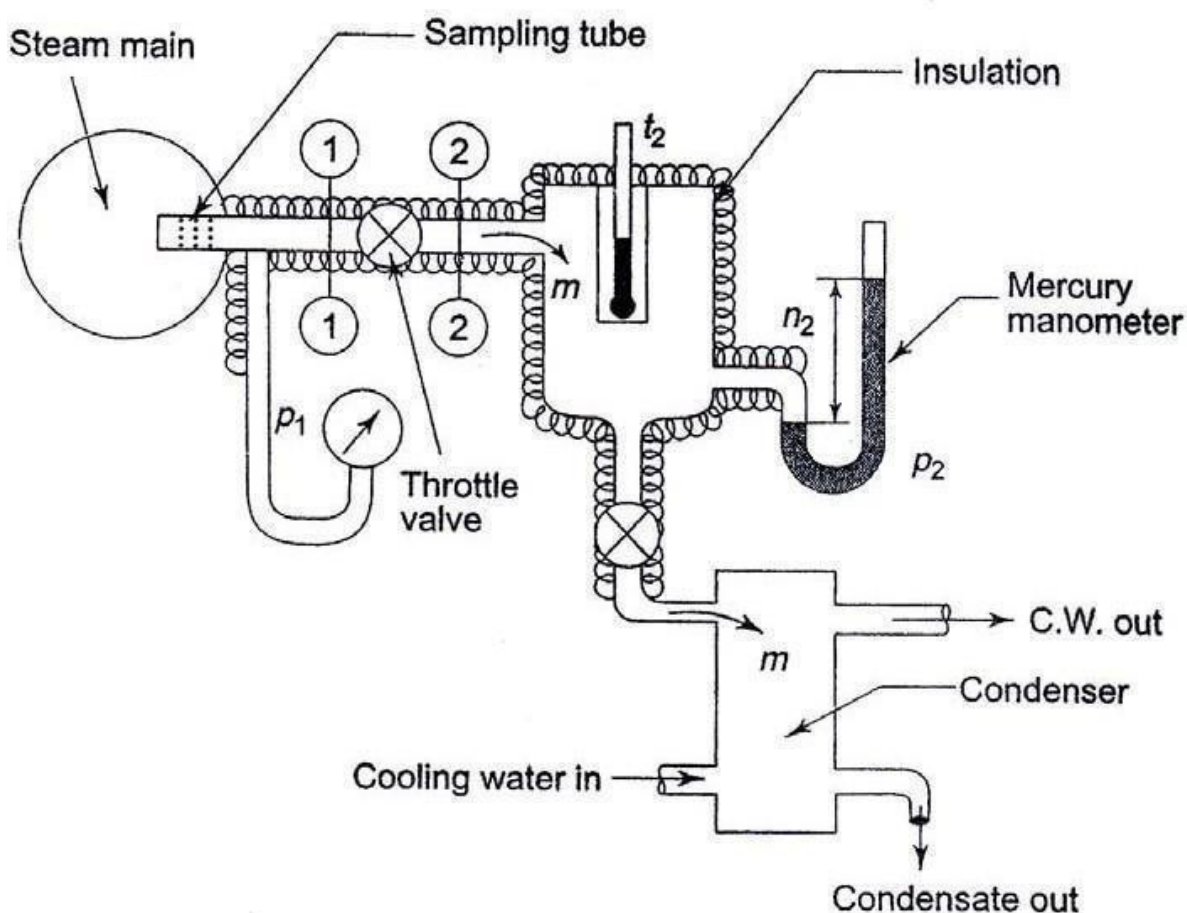 Steam main
Sampling tube
Insulation
1
2
t₂
m
1
2
n₂
Mercury
manometer
p₁
Throttle
valve
p₂
C.W. out
m
Condenser
Cooling water in
Condensate out